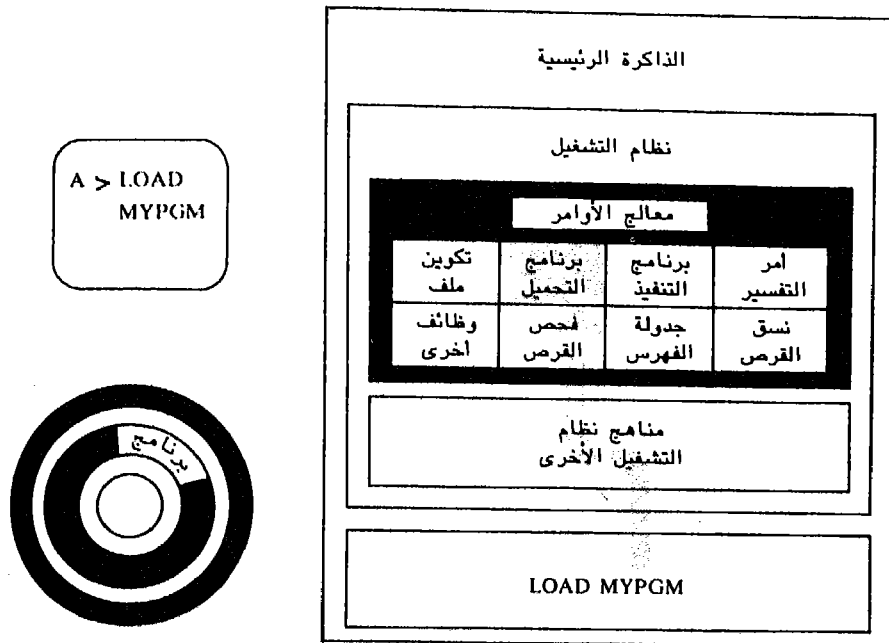 الذاكرة الرئيسية
نظام التشغيل
A > LOAD
MYPGM
معالج الأوامر
أمر
التفسير
برنامج
التنفيذ
برنامج
التحميل
تكوين
ملف
نسق
القرص
جدولة
الفهرس
فحص
القرص
وظائف
أخرى
مناهج نظام
التشغيل الأخرى
برنامج
LOAD MYPGM